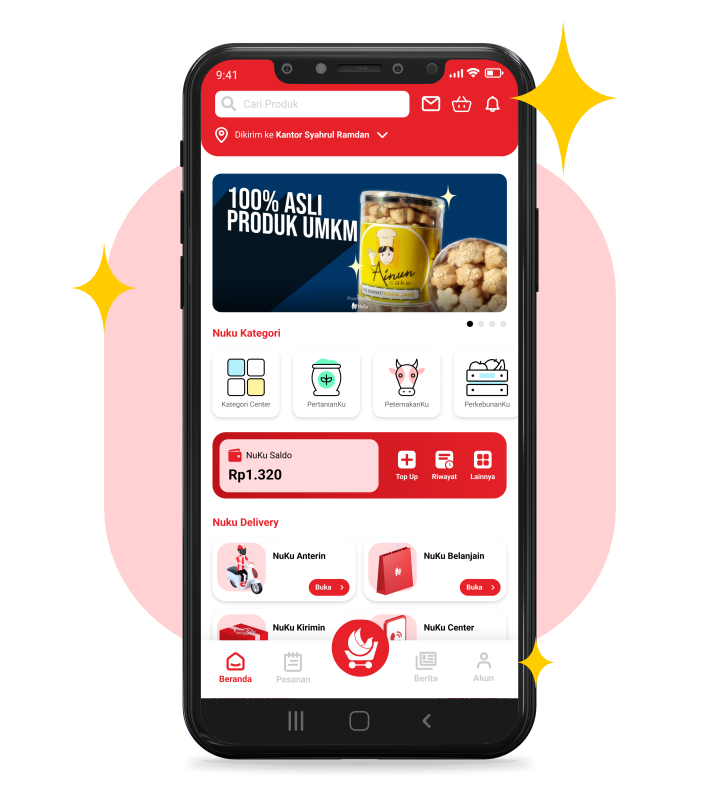 9:41
Cari Produk
Dikirim ke Kantor Syahrul Ramdan
100% ASLI
PRODUK UMKM
Ainun
Cake
NuKu
Nuku Kategori
Kategori Center
PertanianKu
PeternakanKu
PerkebunanKu
NuKu Saldo
Rp1.320
Top Up
Riwayat
Lainnya
Nuku Delivery
NuKu Anterin
Buka
NuKu Belanjain
Buka
NuKu Kirimin
NuKu Center
Beranda
Pesanan
Berita
Akun